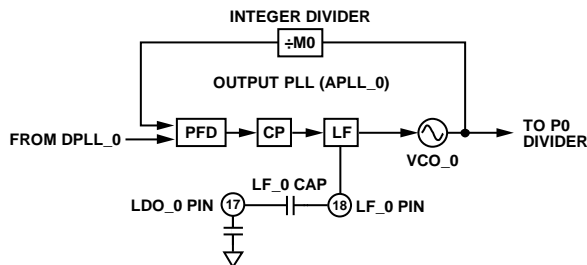 INTEGER DIVIDER
÷M0
OUTPUT PLL (APLL_0)
FROM DPLL_0
PFD
CP
LF
VCO_0
TO P0
DIVIDER
LF_0 CAP
LDO_0 PIN
17
18
LF_0 PIN